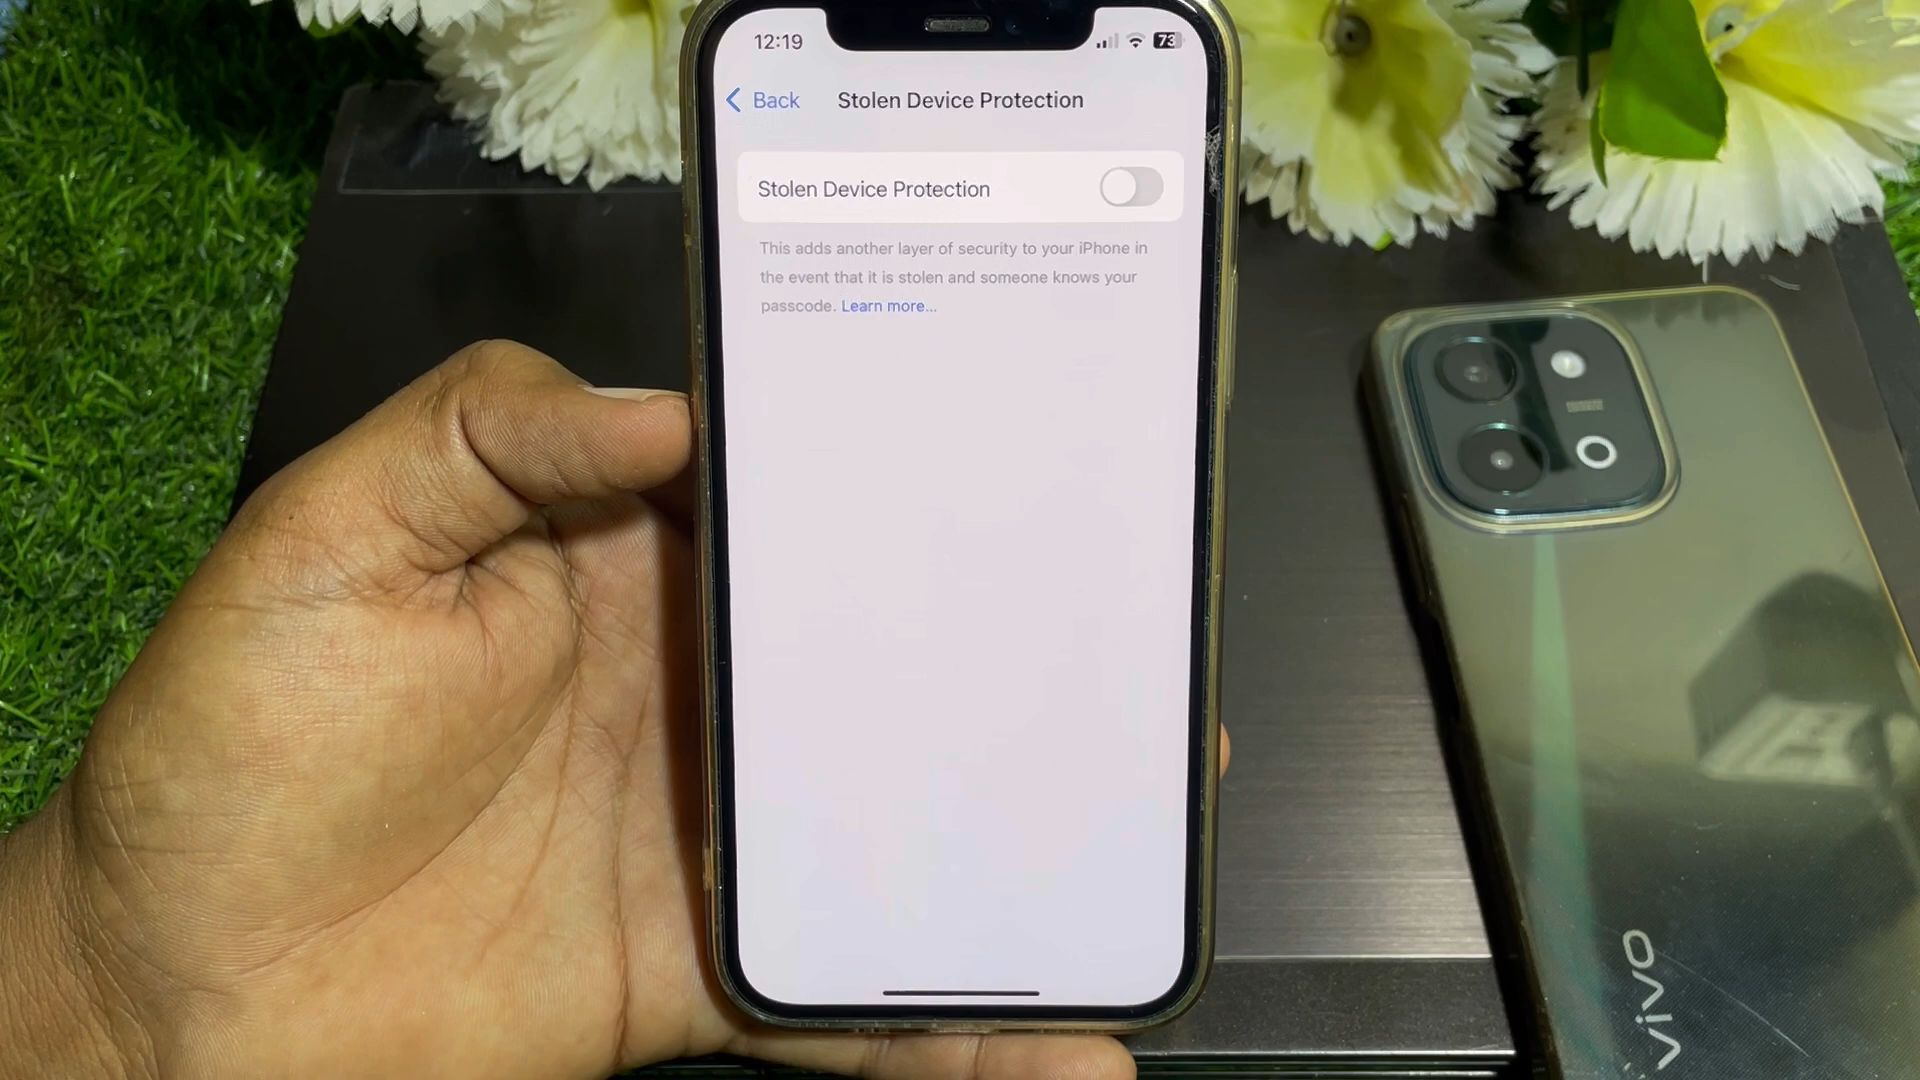 12:19
73
Back
Stolen Device Protection
Stolen Device Protection
This adds another layer of security to your iPhone in
the event that it is stolen and someone knows your
passcode. Learn more...
vivo